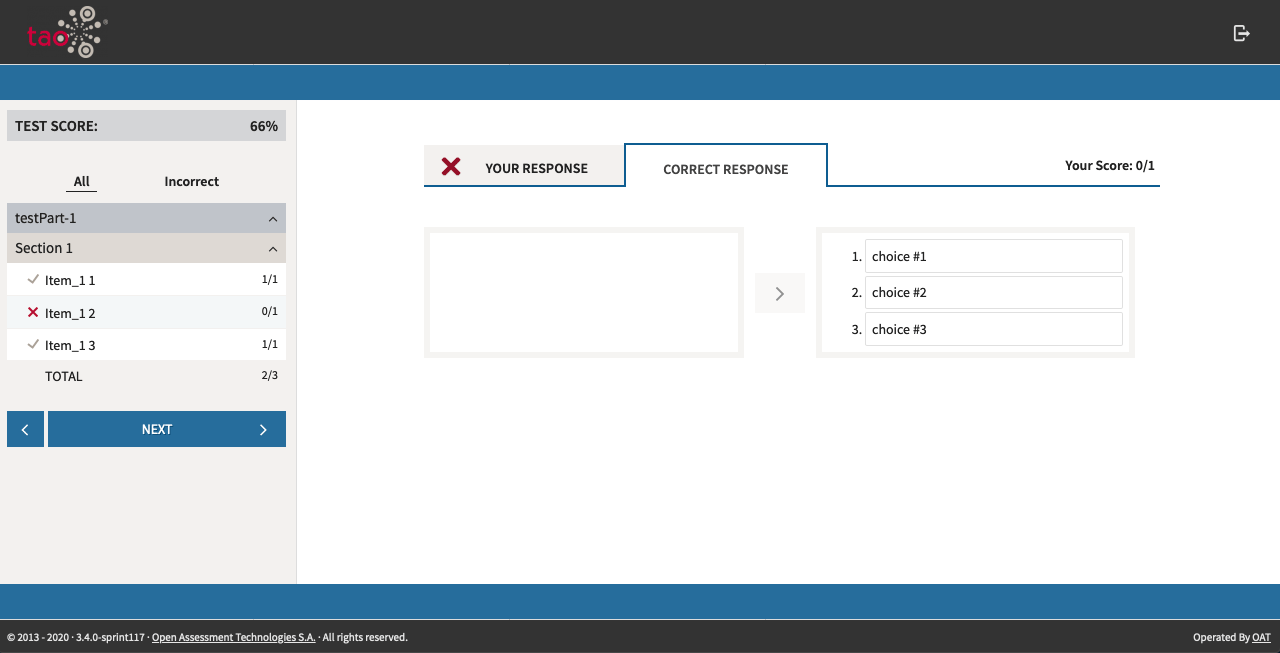 tao
TEST SCORE: 66%
All Incorrect
testPart-1
Section 1
Item_1 1 1/1
Item_1 2 0/1
Item_1 3 1/1
TOTAL 2/3
NEXT
YOUR RESPONSE CORRECT RESPONSE Your Score: 0/1
1. choice #1
2. choice #2
3. choice #3
© 2013 - 2020 · 3.4.0-sprint117 · Open Assessment Technologies S.A. · All rights reserved. Operated By OAT